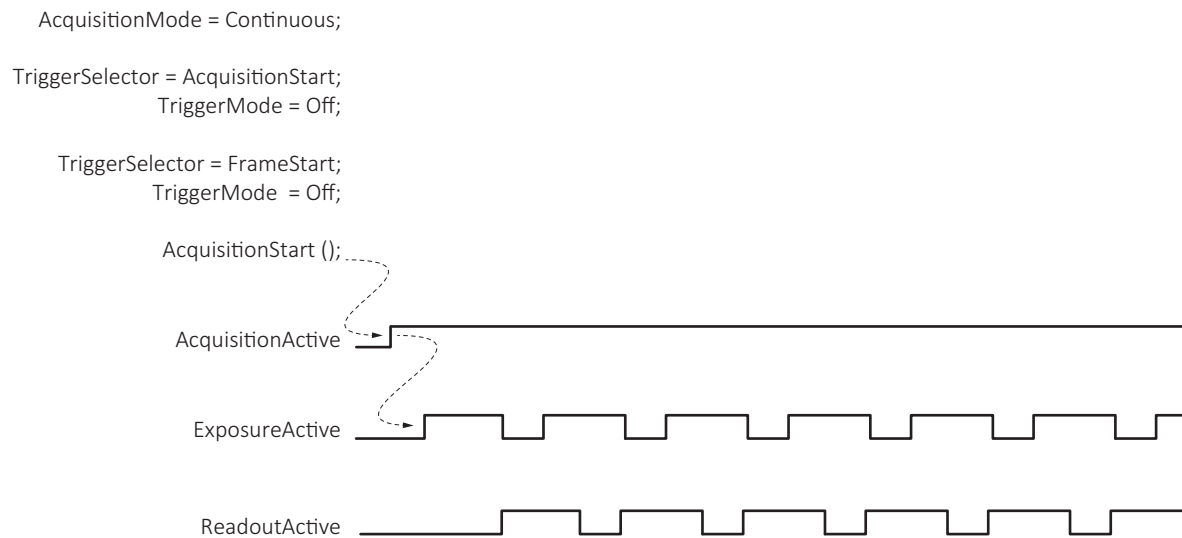 AcquisitionMode = Continuous;
TriggerSelector = AcquisitionStart;
TriggerMode = Off;
TriggerSelector = FrameStart;
TriggerMode  = Off;
AcquisitionStart ();
AcquisitionActive
ExposureActive
ReadoutActive